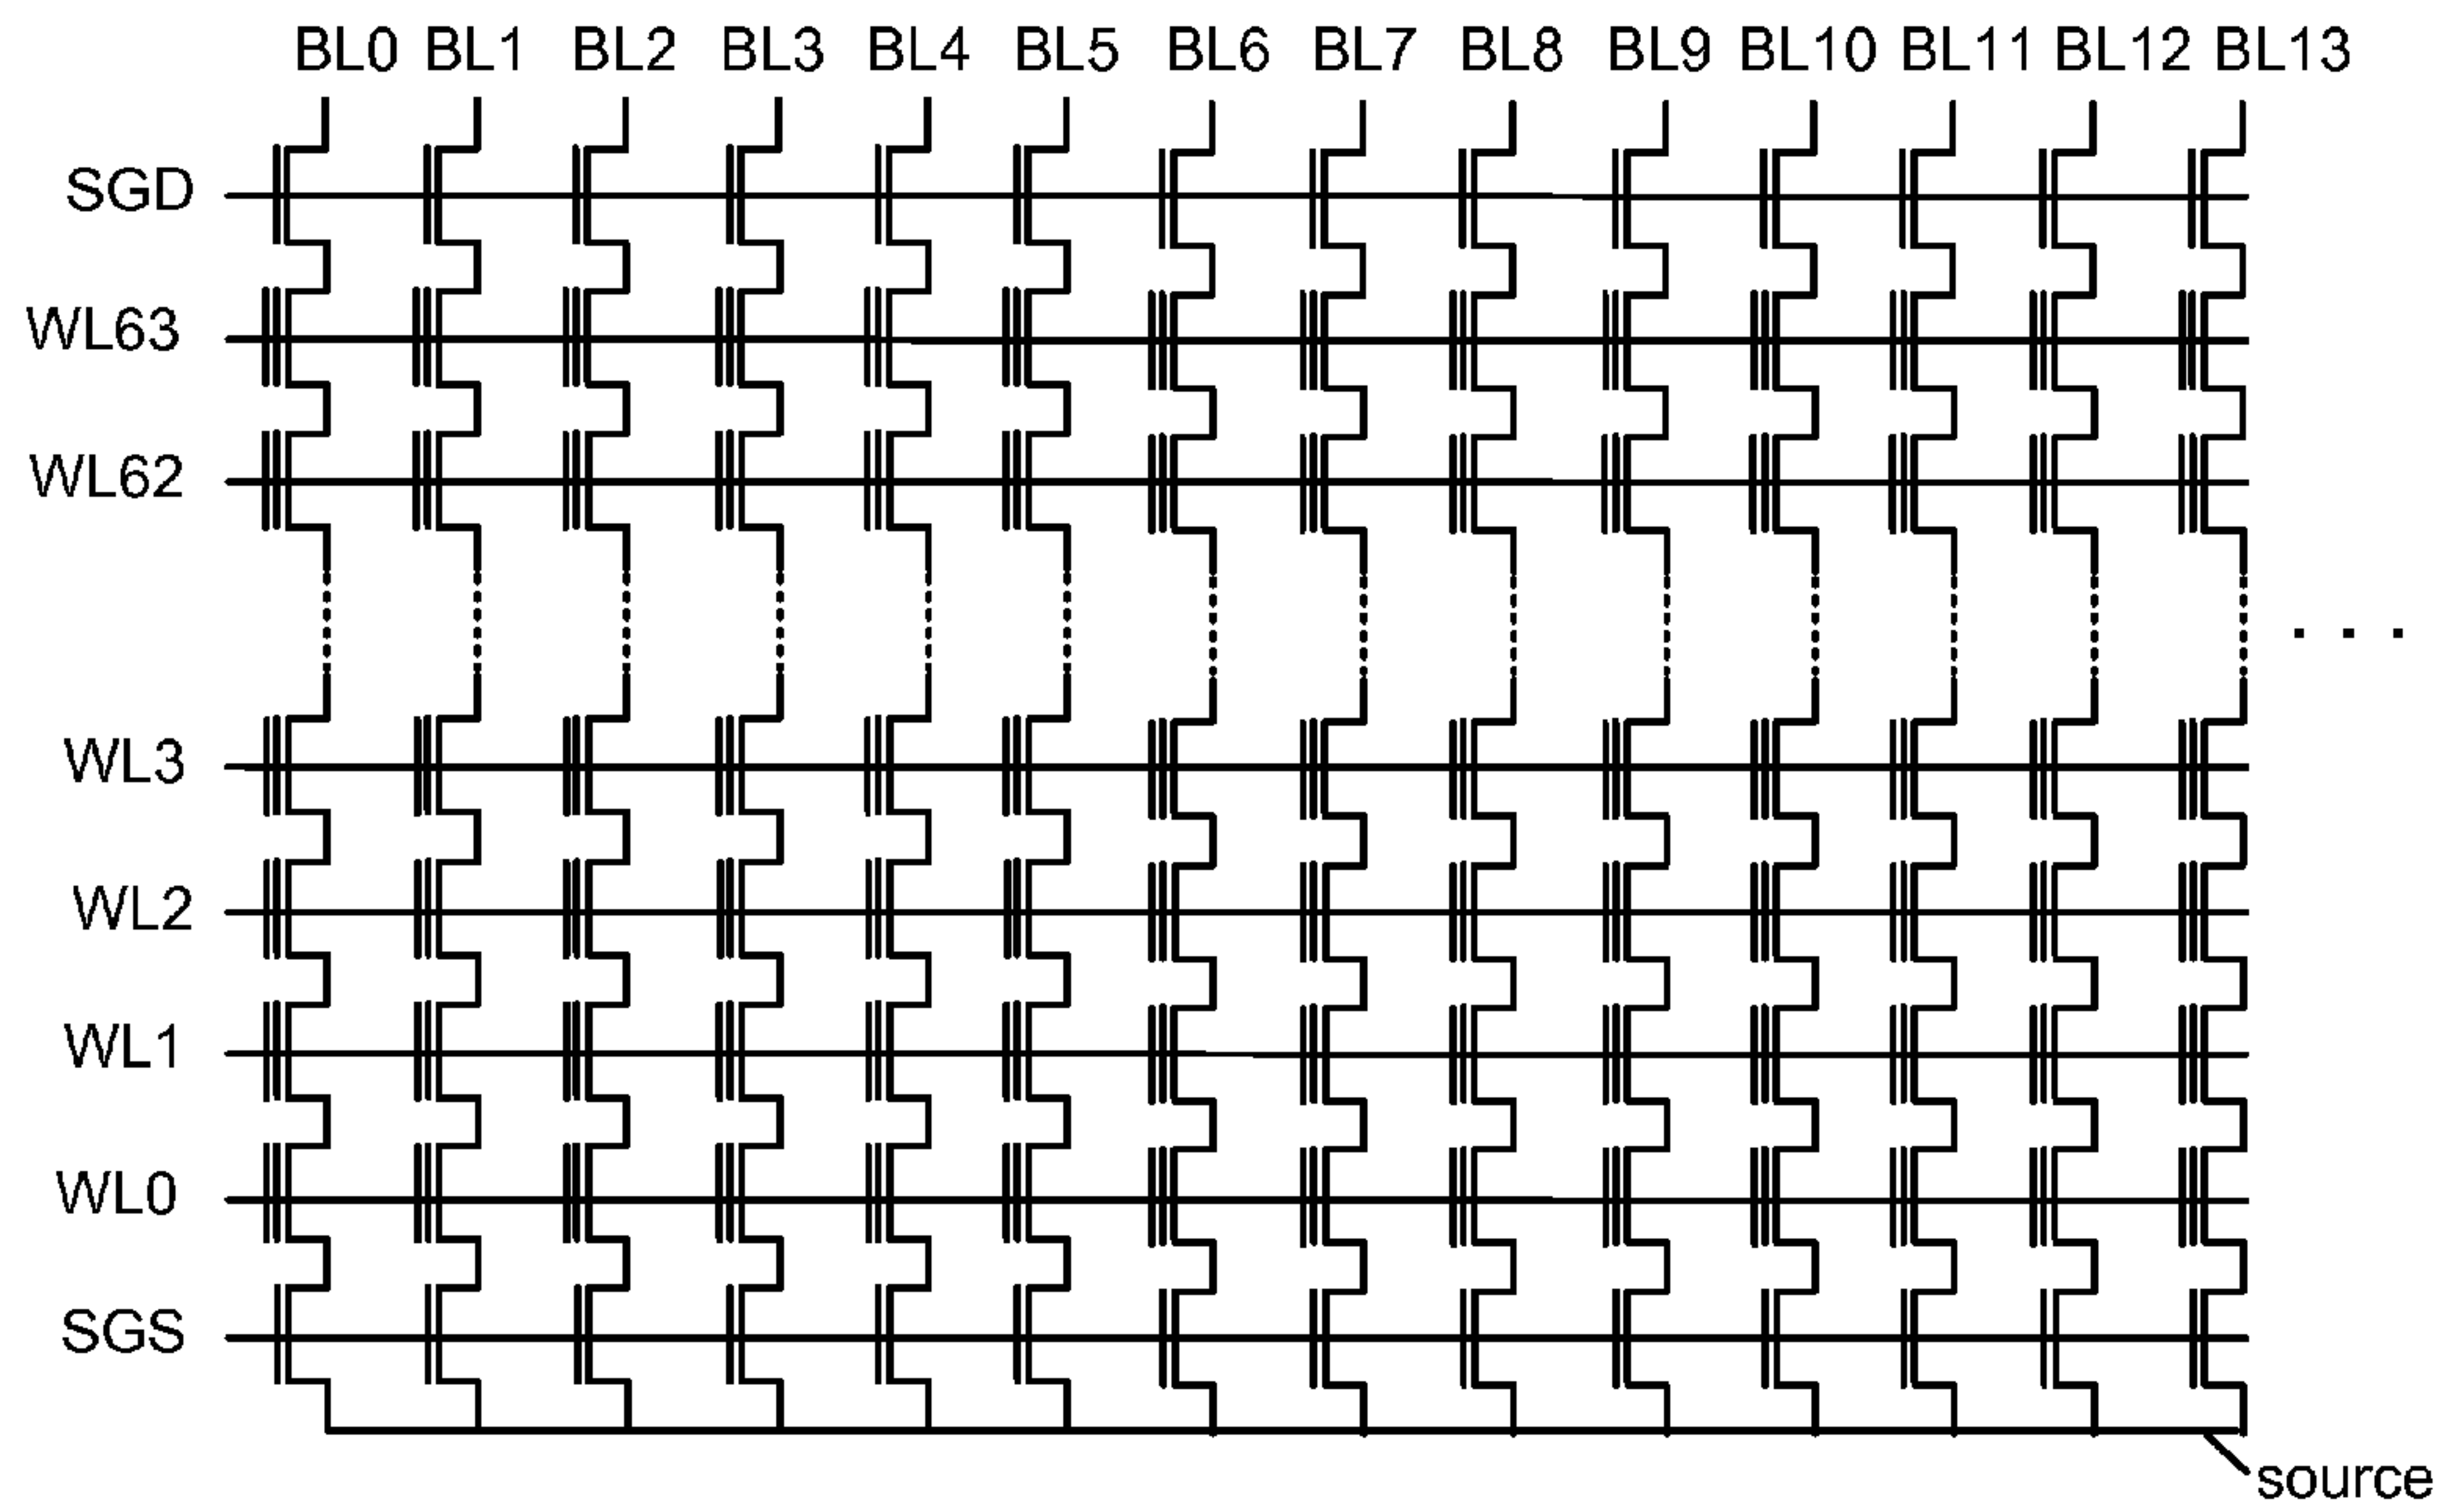 BL0 BL1 BL2 BL3 BL4 BL5 BL6 BL7 BL8 BL9 BL10 BL11 BL12 BL13
SGD
WL63
WL62
. . .
WL3
WL2
WL1
WL0
SGS
source